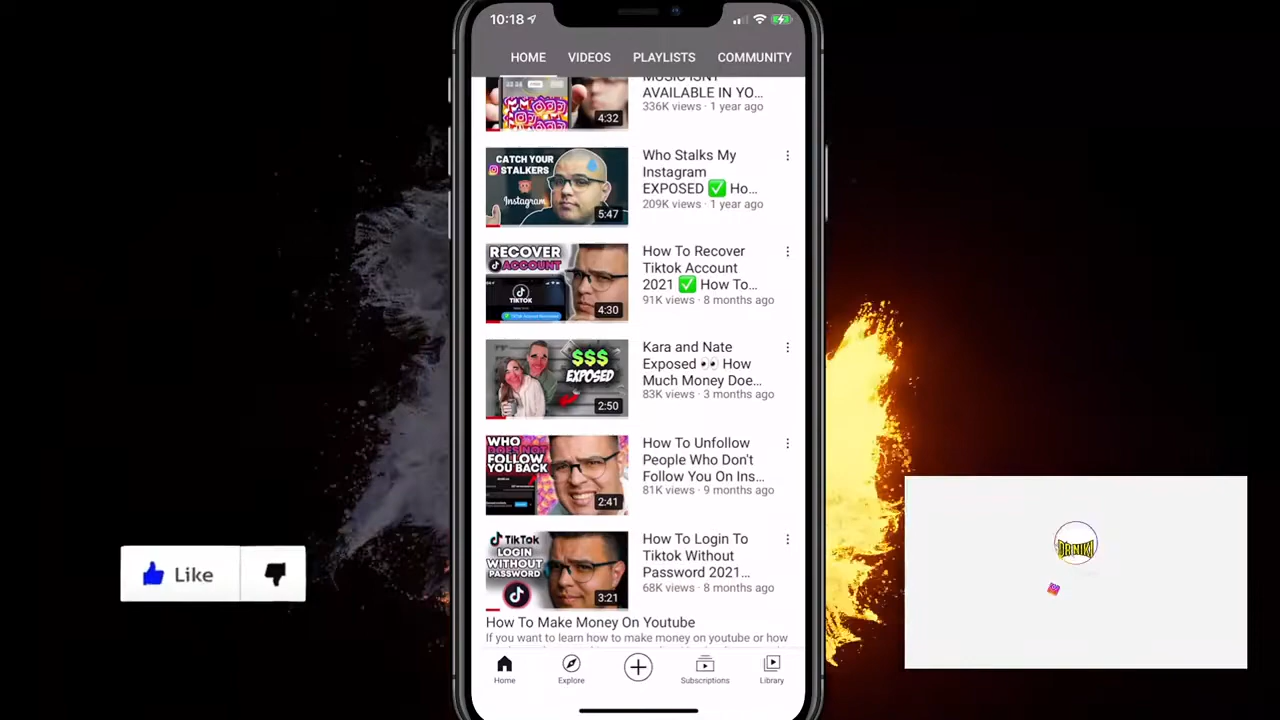 10:18
HOME VIDEOS PLAYLISTS COMMUNITY
MUSIC ISN'T
AVAILABLE IN YO...
336K views · 1 year ago
4:32
CATCH YOUR
STALKERS
Instagram
5:47
Who Stalks My
Instagram
EXPOSED ✅ Ho...
209K views · 1 year ago
RECOVER
ACCOUNT
TIKTOK
4:30
How To Recover
Tiktok Account
2021 ✅ How To...
91K views · 8 months ago
$$$
EXPOSED
2:50
Kara and Nate
Exposed 👀 How
Much Money Doe...
83K views · 3 months ago
WHO
DOES NOT
FOLLOW
YOU BACK
2:41
How To Unfollow
People Who Don't
Follow You On Ins...
81K views · 9 months ago
TikTok
LOGIN
WITHOUT
PASSWORD
3:21
How To Login To
Tiktok Without
Password 2021...
68K views · 8 months ago
How To Make Money On Youtube
If you want to learn how to make money on youtube or how
Home Explore Subscriptions Library
Like
DR NIKI